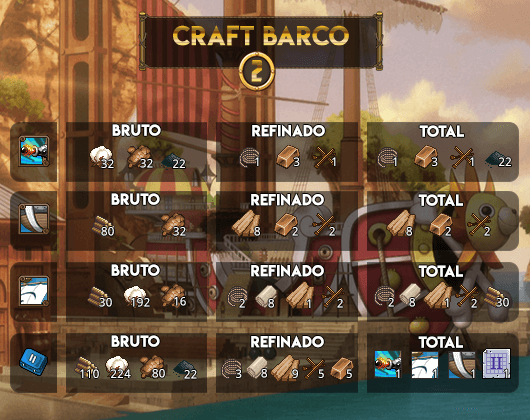 CRAFT BARCO
2
BRUTO REFINADO TOTAL
32 32 22 1 3 1 1 3 1 22
BRUTO REFINADO TOTAL
80 32 8 2 2 8 2 2
BRUTO REFINADO TOTAL
30 192 16 2 8 1 2 2 8 1 2 30
BRUTO REFINADO TOTAL
II 110 224 80 22 3 8 9 5 5 1 1 1 1